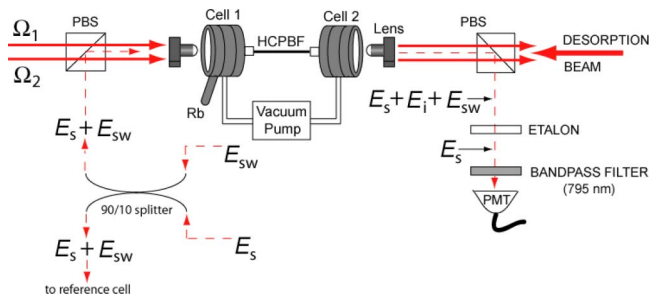 PBS
Cell 1
Cell 2
Lens
PBS
Ω1
Ω2
HCPBF
DESORPTION
BEAM
Rb
Vacuum
Pump
Es + Ei + Esw
ETALON
Es
BANDPASS FILTER
(795 nm)
PMT
Es + Esw
Esw
90/10 splitter
Es
Es + Esw
to reference cell